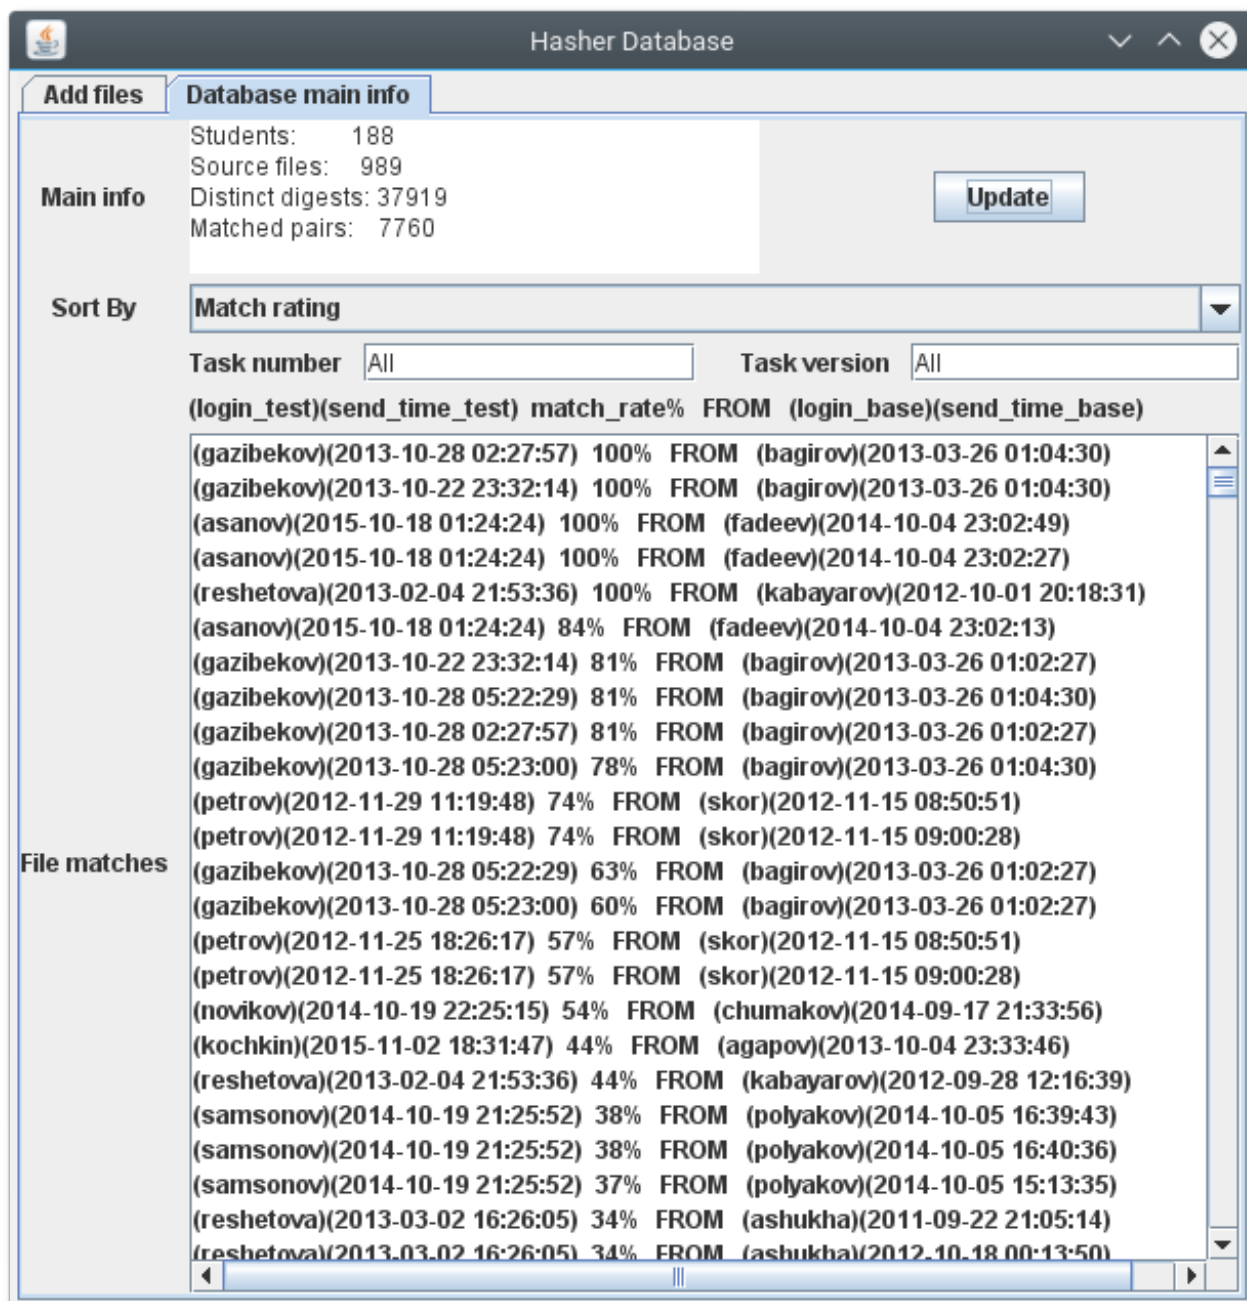 Hasher Database
Add files Database main info
Main info
Students: 188
Source files: 989
Distinct digests: 37919
Matched pairs: 7760
Update
Sort By Match rating
Task number All Task version All
(login_test)(send_time_test) match_rate% FROM (login_base)(send_time_base)
File matches
(gazibekov)(2013-10-28 02:27:57) 100% FROM (bagirov)(2013-03-26 01:04:30)
(gazibekov)(2013-10-22 23:32:14) 100% FROM (bagirov)(2013-03-26 01:04:30)
(asanov)(2015-10-18 01:24:24) 100% FROM (fadeev)(2014-10-04 23:02:49)
(asanov)(2015-10-18 01:24:24) 100% FROM (fadeev)(2014-10-04 23:02:27)
(reshetova)(2013-02-04 21:53:36) 100% FROM (kabayarov)(2012-10-01 20:18:31)
(asanov)(2015-10-18 01:24:24) 84% FROM (fadeev)(2014-10-04 23:02:13)
(gazibekov)(2013-10-22 23:32:14) 81% FROM (bagirov)(2013-03-26 01:02:27)
(gazibekov)(2013-10-28 05:22:29) 81% FROM (bagirov)(2013-03-26 01:04:30)
(gazibekov)(2013-10-28 02:27:57) 81% FROM (bagirov)(2013-03-26 01:02:27)
(gazibekov)(2013-10-28 05:23:00) 78% FROM (bagirov)(2013-03-26 01:04:30)
(petrov)(2012-11-29 11:19:48) 74% FROM (skor)(2012-11-15 08:50:51)
(petrov)(2012-11-29 11:19:48) 74% FROM (skor)(2012-11-15 09:00:28)
(gazibekov)(2013-10-28 05:22:29) 63% FROM (bagirov)(2013-03-26 01:02:27)
(gazibekov)(2013-10-28 05:23:00) 60% FROM (bagirov)(2013-03-26 01:02:27)
(petrov)(2012-11-25 18:26:17) 57% FROM (skor)(2012-11-15 08:50:51)
(petrov)(2012-11-25 18:26:17) 57% FROM (skor)(2012-11-15 09:00:28)
(novikov)(2014-10-19 22:25:15) 54% FROM (chumakov)(2014-09-17 21:33:56)
(kochkin)(2015-11-02 18:31:47) 44% FROM (agapov)(2013-10-04 23:33:46)
(reshetova)(2013-02-04 21:53:36) 44% FROM (kabayarov)(2012-09-28 12:16:39)
(samsonov)(2014-10-19 21:25:52) 38% FROM (polyakov)(2014-10-05 16:39:43)
(samsonov)(2014-10-19 21:25:52) 38% FROM (polyakov)(2014-10-05 16:40:36)
(samsonov)(2014-10-19 21:25:52) 37% FROM (polyakov)(2014-10-05 15:13:35)
(reshetova)(2013-03-02 16:26:05) 34% FROM (ashukha)(2011-09-22 21:05:14)
(reshetova)(2013-03-02 16:26:05) 34% FROM (ashukha)(2012-10-18 00:13:50)